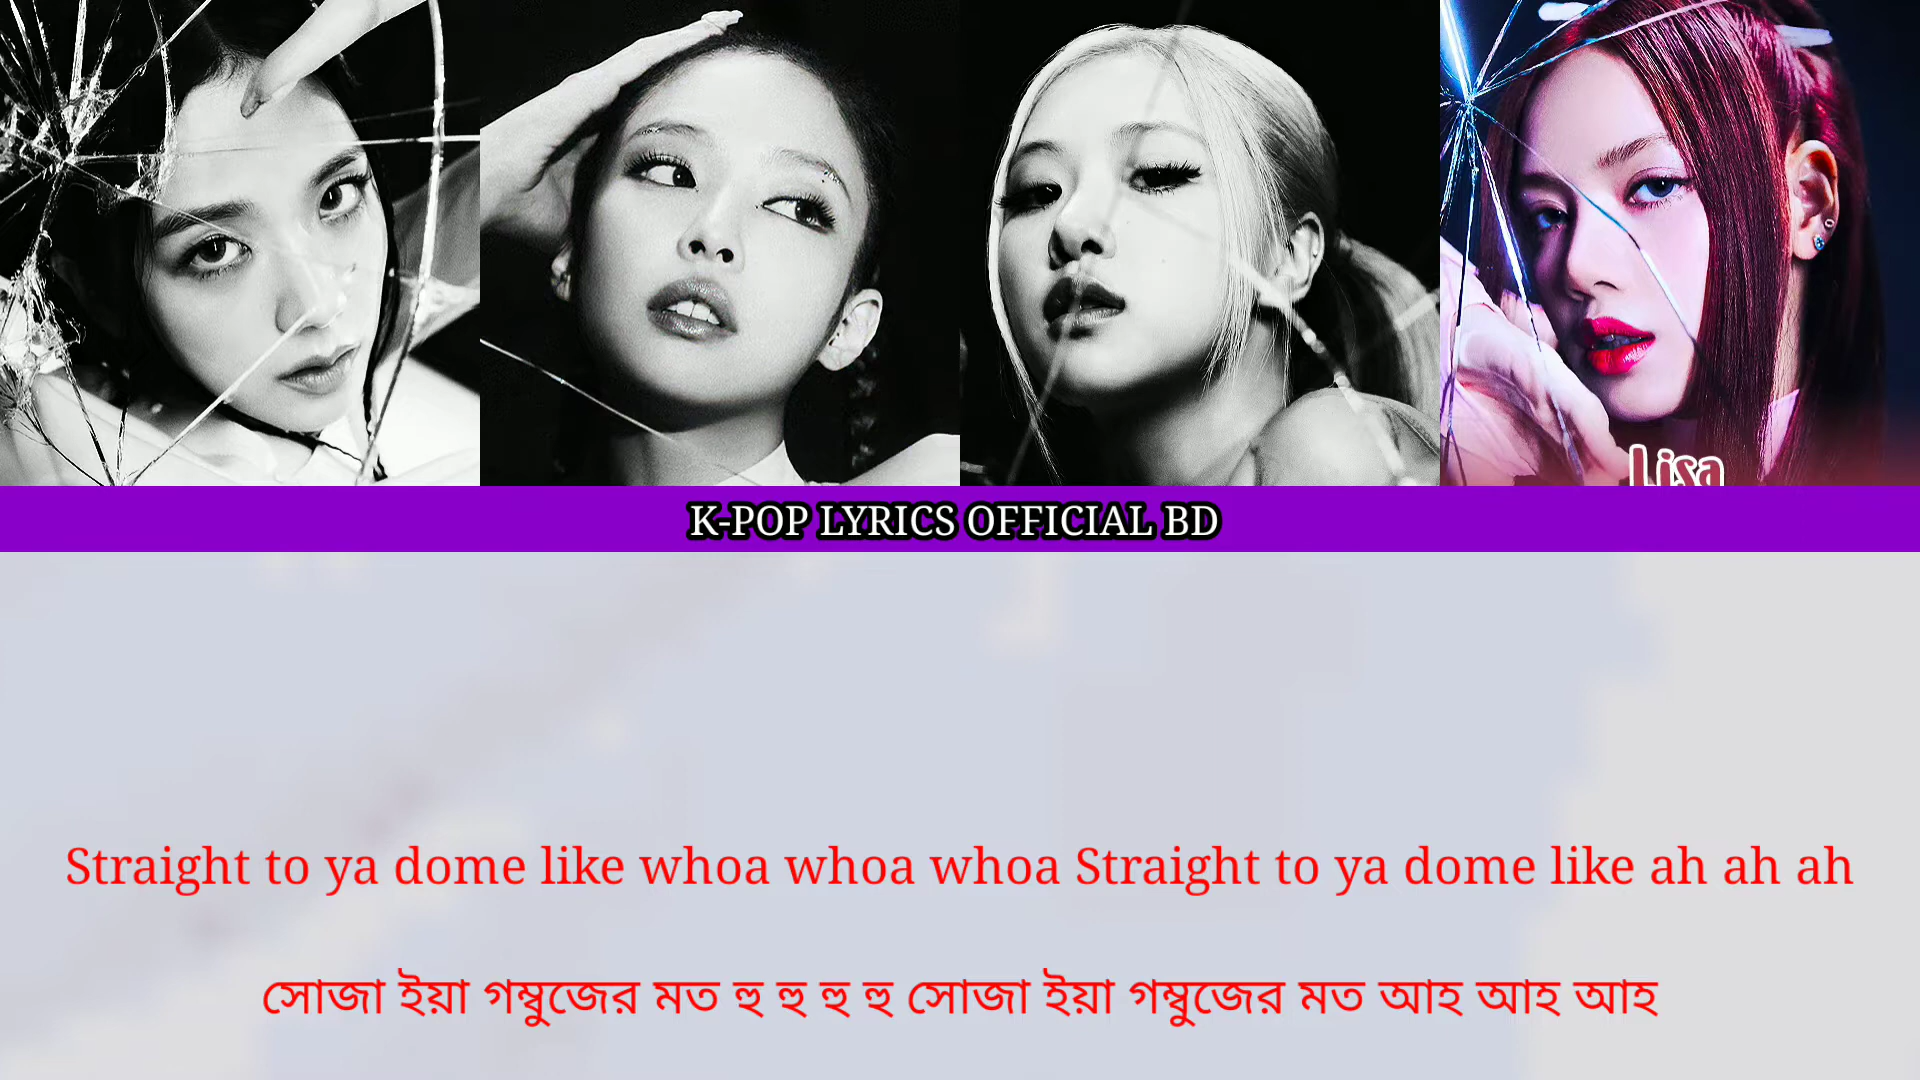 Lisa
K-POP LYRICS OFFICIAL BD
Straight to ya dome like whoa whoa whoa Straight to ya dome like ah ah ah
সোজা ইয়া গম্বুজের মত হু হু হু হু সোজা ইয়া গম্বুজের মত আহ আহ আহ